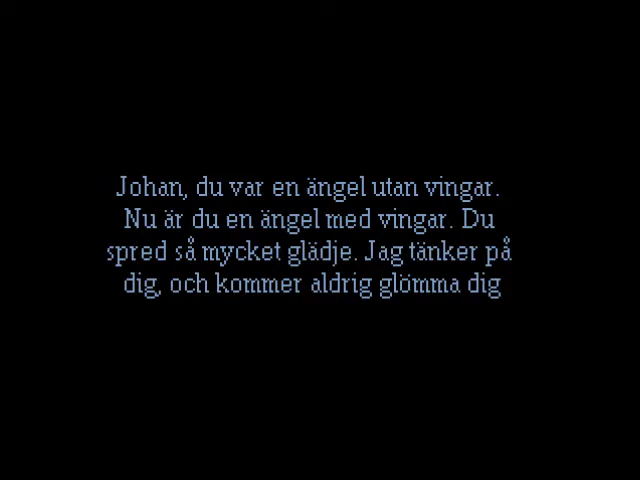 Johan, du var en ängel utan vingar.
Nu är du en ängel med vingar. Du
spred så mycket glädje. Jag tänker på
dig, och kommer aldrig glömma dig